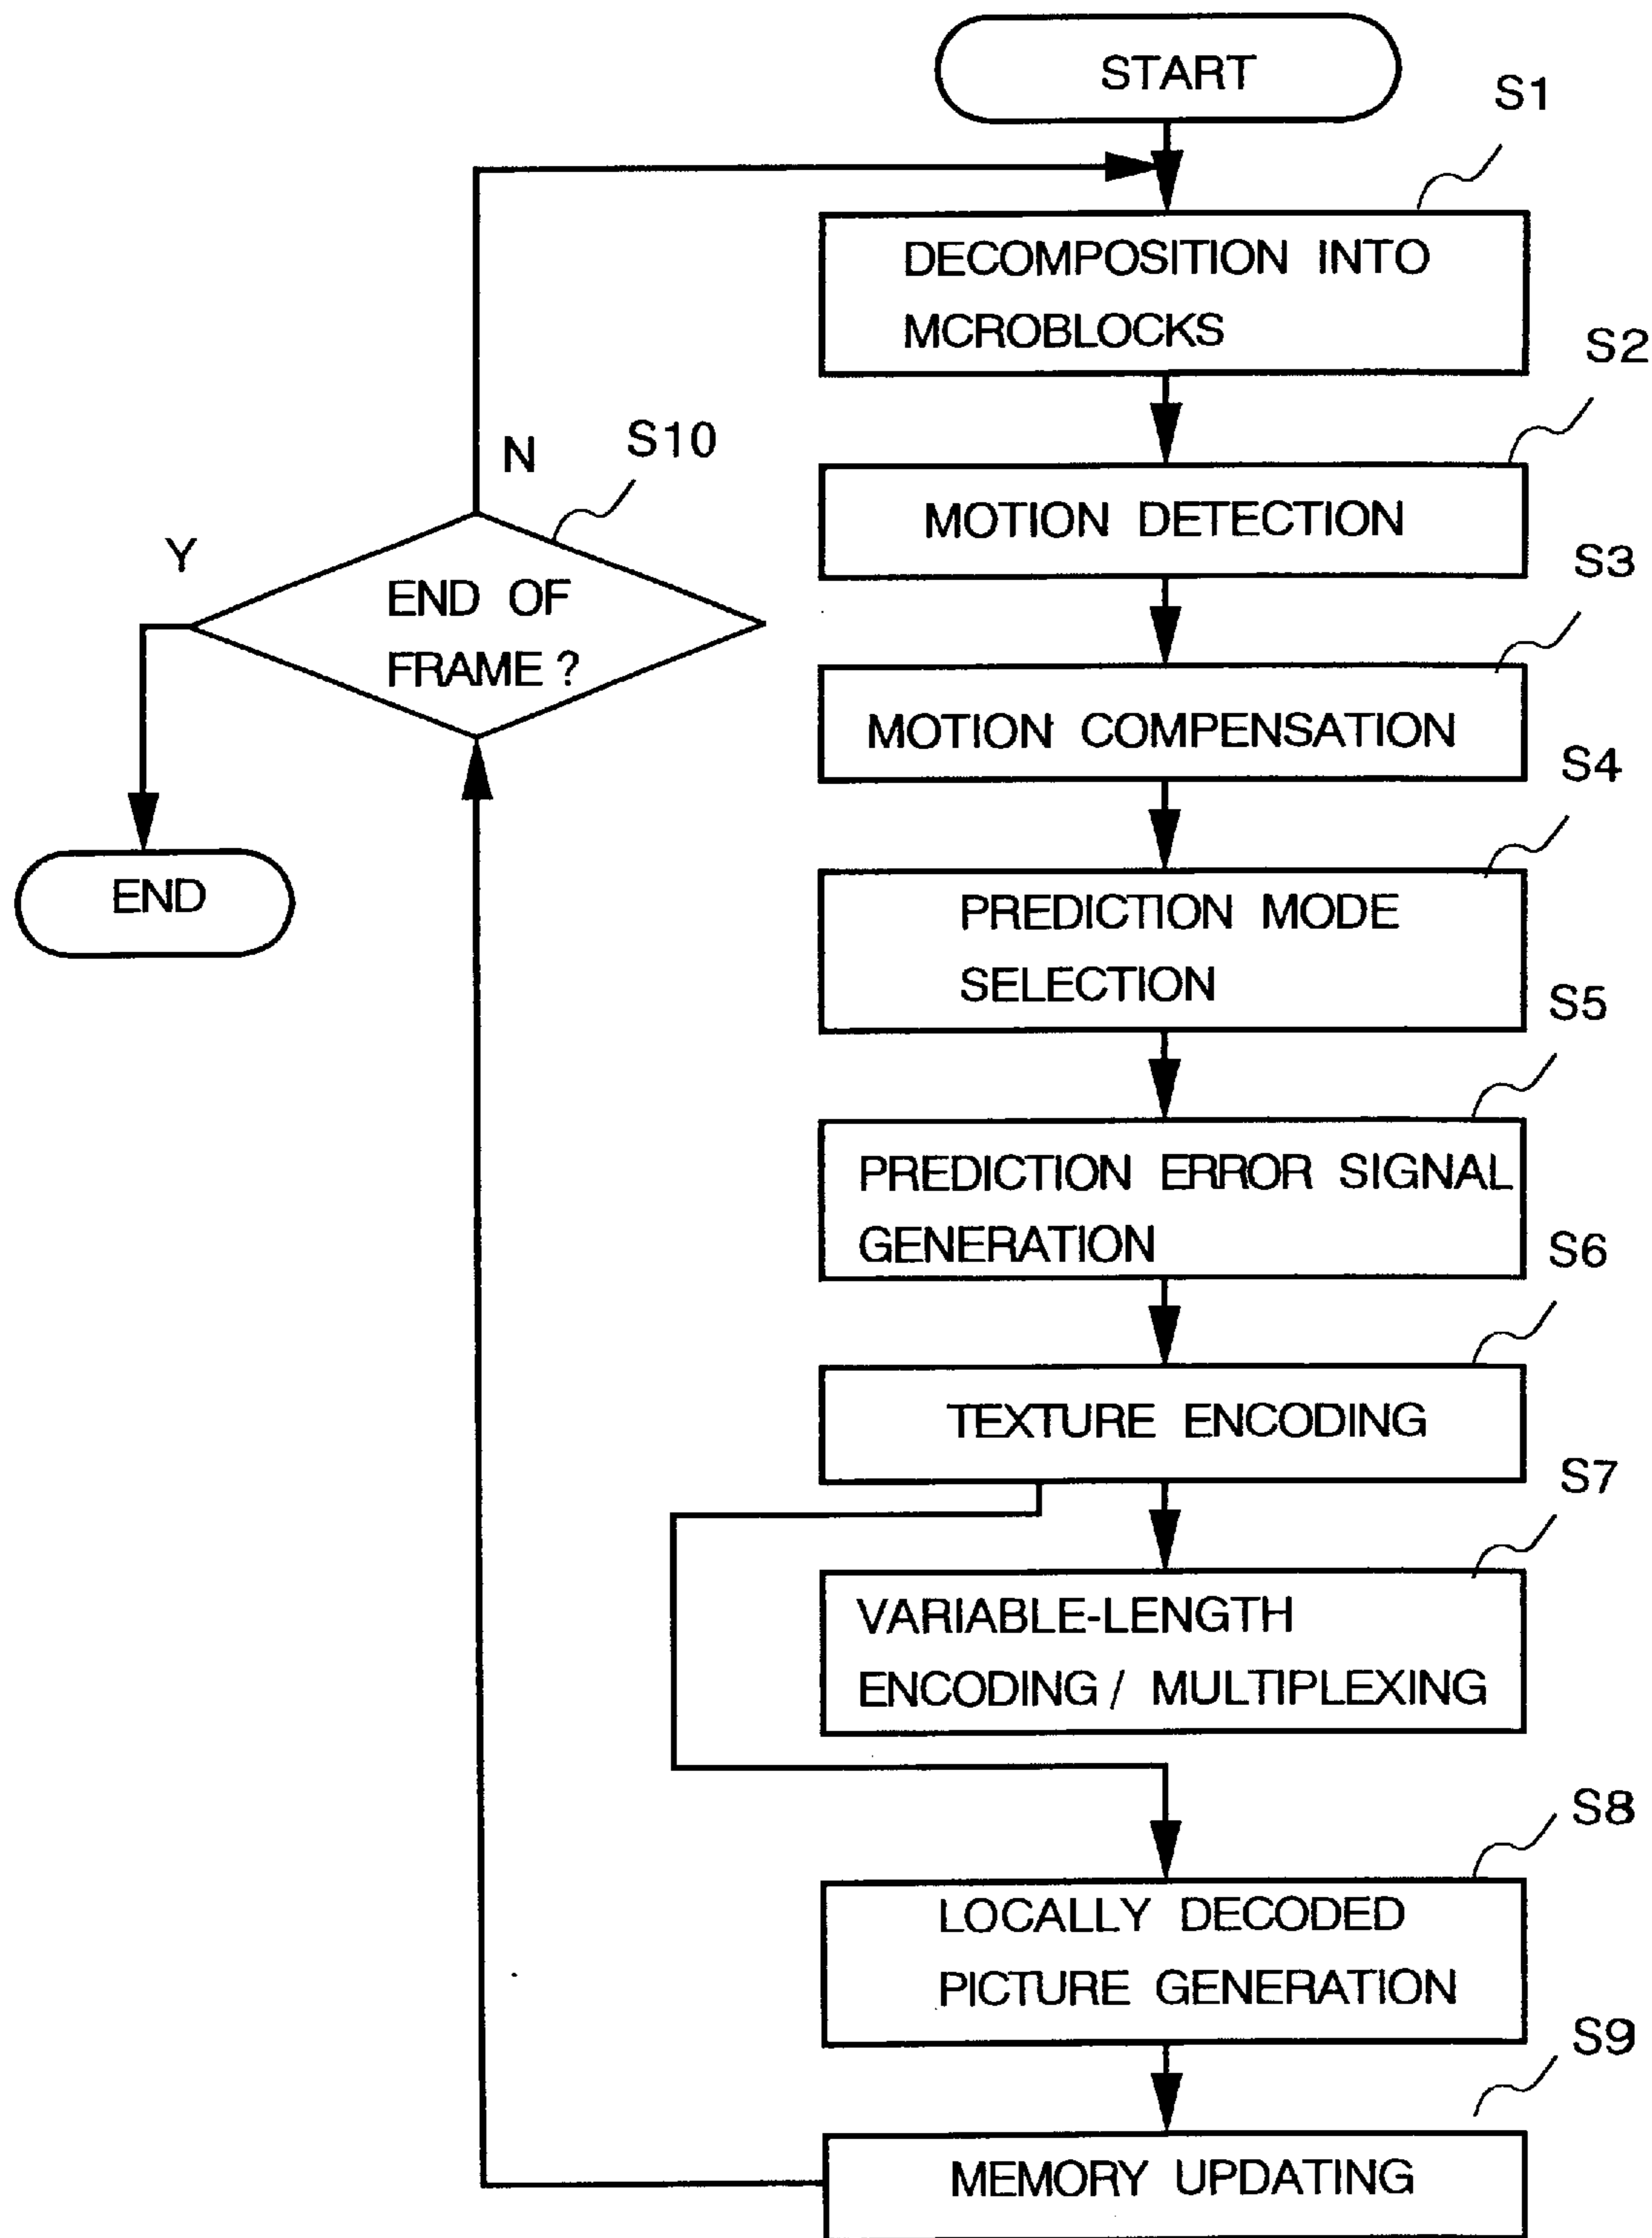 START
S1
DECOMPOSITION INTO
MCROBLOCKS
S2
N
S10
MOTION DETECTION
Y
S3
END OF
FRAME?
MOTION COMPENSATION
S4
END
PREDICTION MODE
SELECTION
S5
PREDICTION ERROR SIGNAL
GENERATION
S6
TEXTURE ENCODING
S7
VARIABLE-LENGTH
ENCODING / MULTIPLEXING
S8
LOCALLY DECODED
PICTURE GENERATION
S9
MEMORY UPDATING